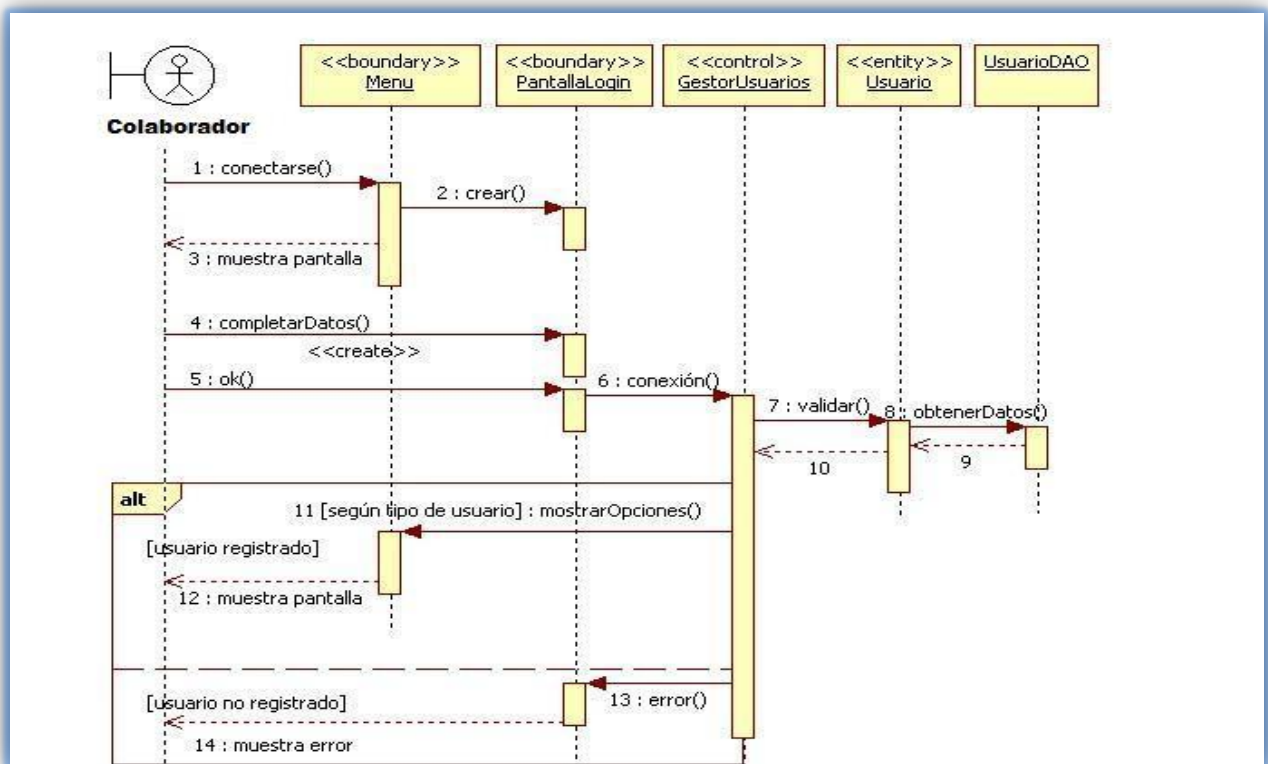 <<boundary>>
Menu
<<boundary>>
PantallaLogin
<<control>>
GestorUsuarios
<<entity>>
Usuario
UsuarioDAO
Colaborador
1 : conectarse()
2 : crear()
3 : muestra pantalla
4 : completarDatos()
<<create>>
5 : ok()
6 : conexión()
7 : validar()
8 : obtenerDatos()
9
10
alt
11 [según tipo de usuario] : mostrarOpciones()
[usuario registrado]
12 : muestra pantalla
13 : error()
[usuario no registrado]
14 : muestra error